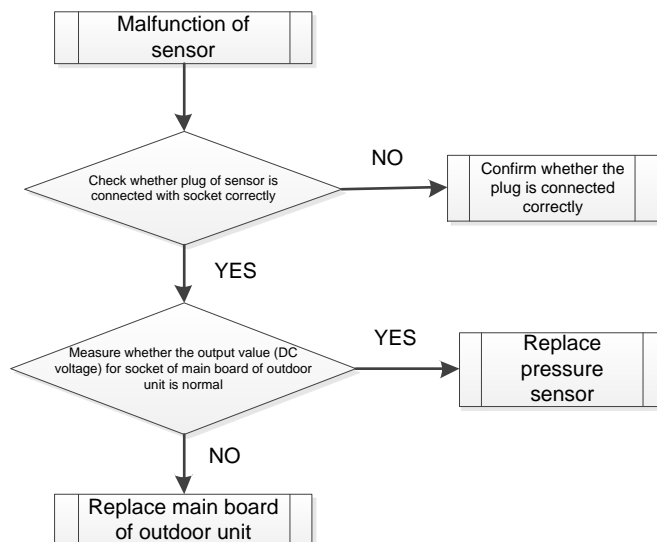 Malfunction of
sensor
NO
Check whether plug of sensor is
connected with socket correctly
Confirm whether the
plug is connected
correctly
YES
Measure whether the output value (DC
voltage) for socket of main board of outdoor
unit is normal
YES
Replace
pressure
sensor
NO
Replace main board
of outdoor unit